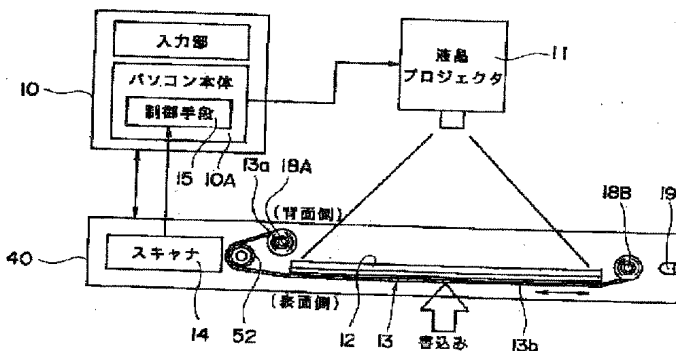 入力部
パソコン本体
制御手段
10
15
10A
液晶
プロジェクタ
11
13a
18A
(背面側)
18B
19
スキャナ
40
14
52
(表面側)
12
13
書込み
13b